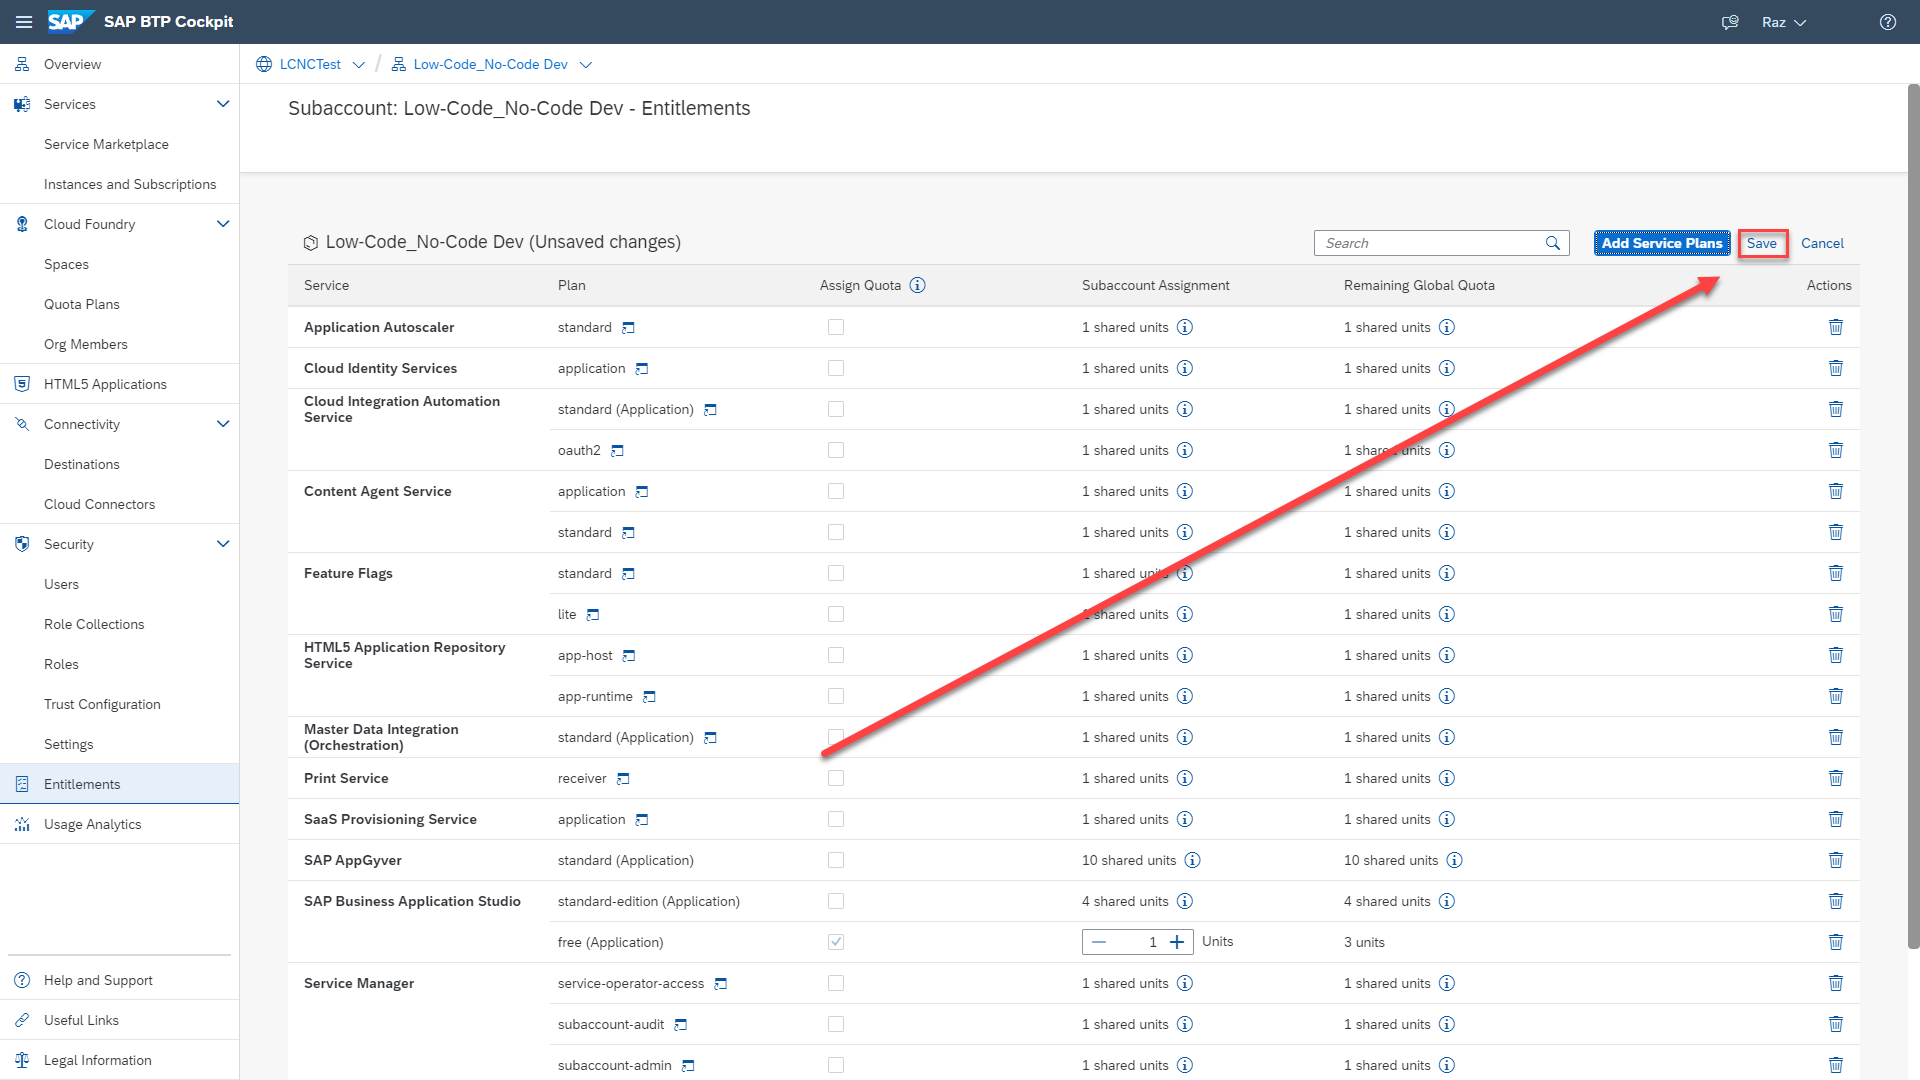 SAP SAP BTP Cockpit
Raz
Overview
Services
Service Marketplace
Instances and Subscriptions
Cloud Foundry
Spaces
Quota Plans
Org Members
HTML5 Applications
Connectivity
Destinations
Cloud Connectors
Security
Users
Role Collections
Roles
Trust Configuration
Settings
Entitlements
Usage Analytics
Help and Support
Useful Links
Legal Information
LCNCTest / Low-Code_No-Code Dev
Subaccount: Low-Code_No-Code Dev - Entitlements
Low-Code_No-Code Dev (Unsaved changes)
Search
Add Service Plans
Save
Cancel
Service Plan Assign Quota Subaccount Assignment Remaining Global Quota Actions
Application Autoscaler standard 1 shared units 1 shared units
Cloud Identity Services application 1 shared units 1 shared units
Cloud Integration Automation
Service
standard (Application) 1 shared units 1 shared units
oauth2 1 shared units 1 shared units
Content Agent Service application 1 shared units 1 shared units
standard 1 shared units 1 shared units
Feature Flags standard 1 shared units 1 shared units
lite 1 shared units 1 shared units
HTML5 Application Repository
Service
app-host 1 shared units 1 shared units
app-runtime 1 shared units 1 shared units
Master Data Integration
(Orchestration)
standard (Application) 1 shared units 1 shared units
Print Service receiver 1 shared units 1 shared units
SaaS Provisioning Service application 1 shared units 1 shared units
SAP AppGyver standard (Application) 10 shared units 10 shared units
SAP Business Application Studio standard-edition (Application) 4 shared units 4 shared units
free (Application) 1 Units 3 units
Service Manager service-operator-access 1 shared units 1 shared units
subaccount-audit 1 shared units 1 shared units
subaccount-admin 1 shared units 1 shared units